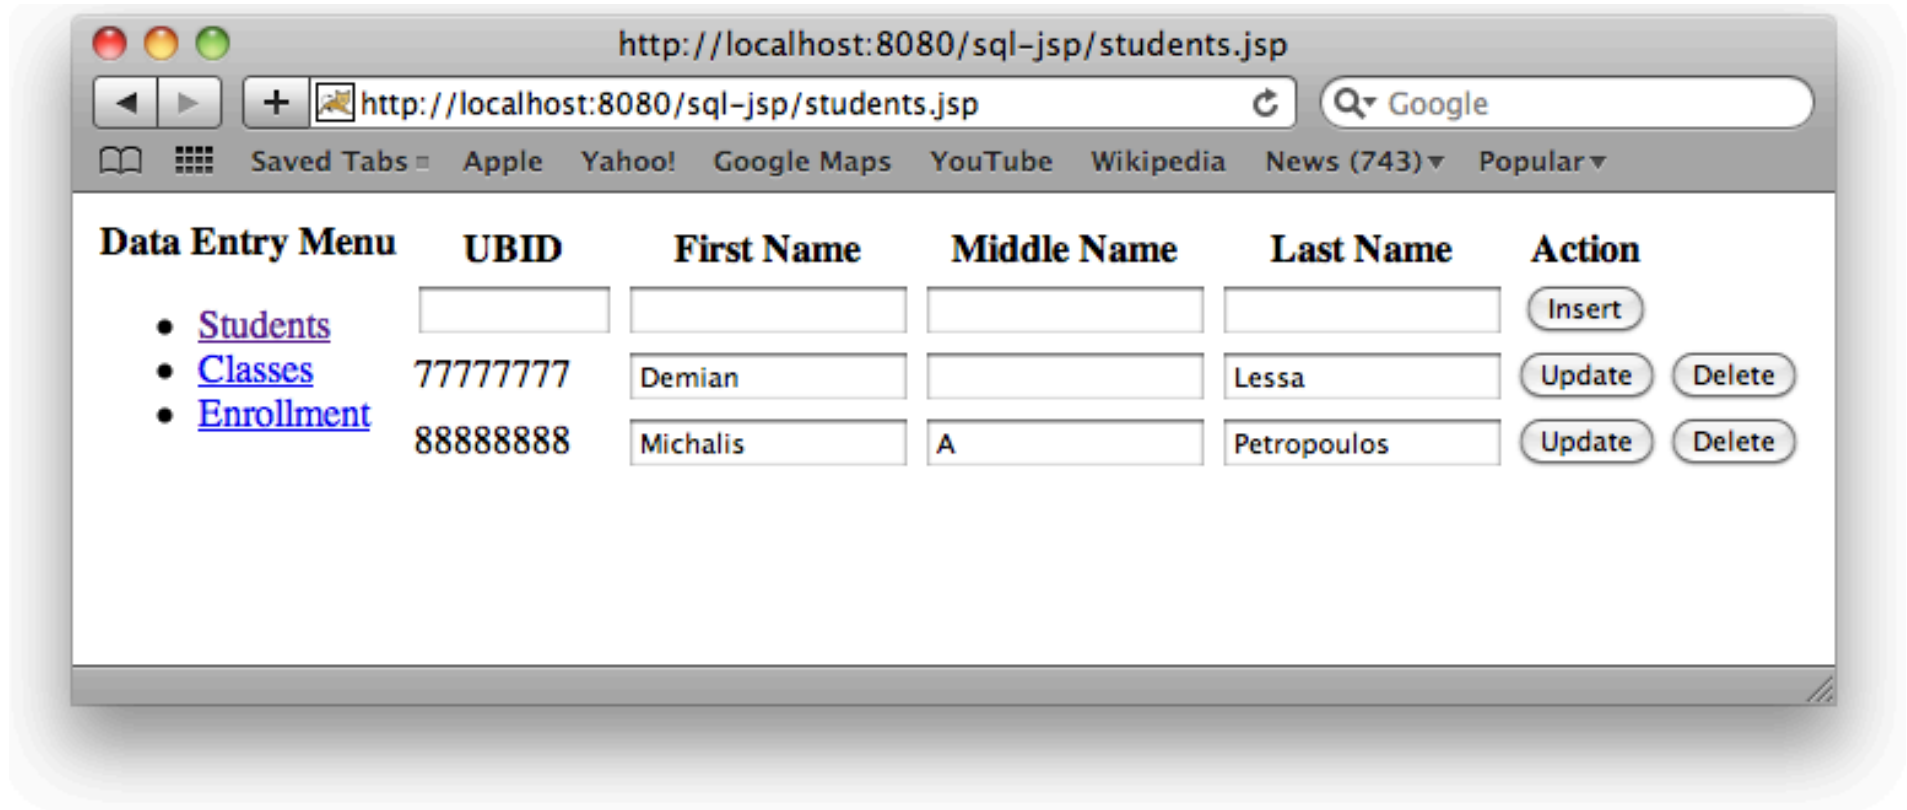 http://localhost:8080/sql-jsp/students.jsp
+ http://localhost:8080/sql-jsp/students.jsp Google
Saved Tabs Apple Yahoo! Google Maps YouTube Wikipedia News (743) Popular
Data Entry Menu UBID First Name Middle Name Last Name Action
• Students Insert
• Classes 77777777 Demian Lessa Update Delete
• Enrollment 88888888 Michalis A Petropoulos Update Delete